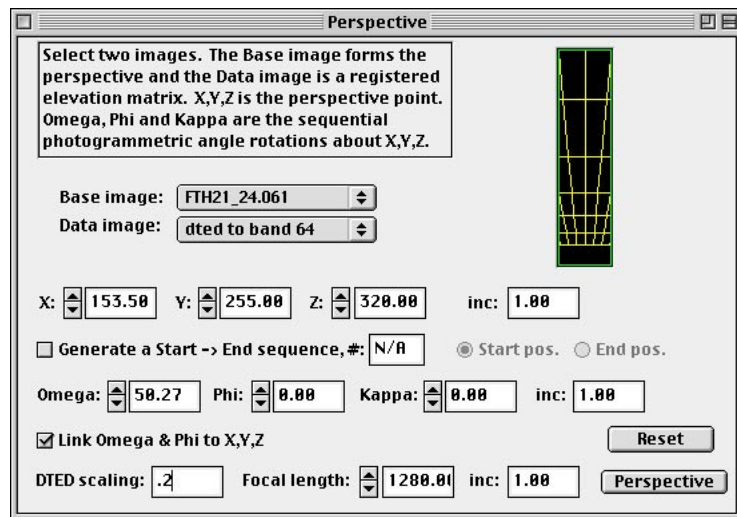 Perspective
Select two images. The Base image forms the
perspective and the Data image is a registered
elevation matrix. X,Y,Z is the perspective point.
Omega, Phi and Kappa are the sequential
photogrammetric angle rotations about X,Y,Z.
Base image: FTH21_24.061
Data image: dted to band 64
X: 153.50 Y: 255.00 Z: 320.00 inc: 1.00
Generate a Start -> End sequence, #: N/A Start pos. End pos.
Omega: 50.27 Phi: 0.00 Kappa: 0.00 inc: 1.00
Link Omega & Phi to X,Y,Z Reset
DTED scaling: .2 Focal length: 1280.0 inc: 1.00 Perspective